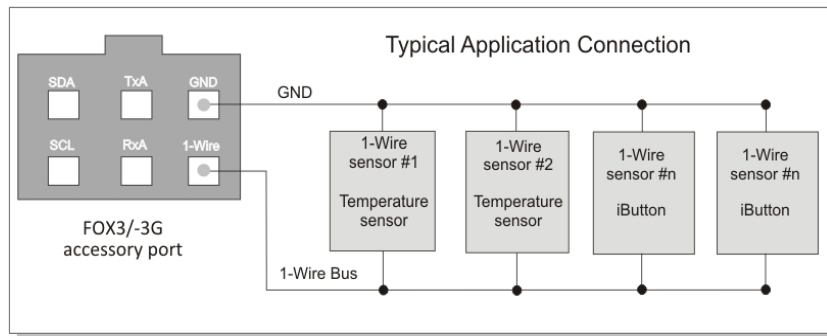 Typical Application Connection
SDA TxA GND
SCL RxA 1-Wire
FOX3/-3G
accessory port
GND
1-Wire Bus
1-Wire
sensor #1
Temperature
sensor
1-Wire
sensor #2
Temperature
sensor
1-Wire
sensor #n
iButton
1-Wire
sensor #n
iButton